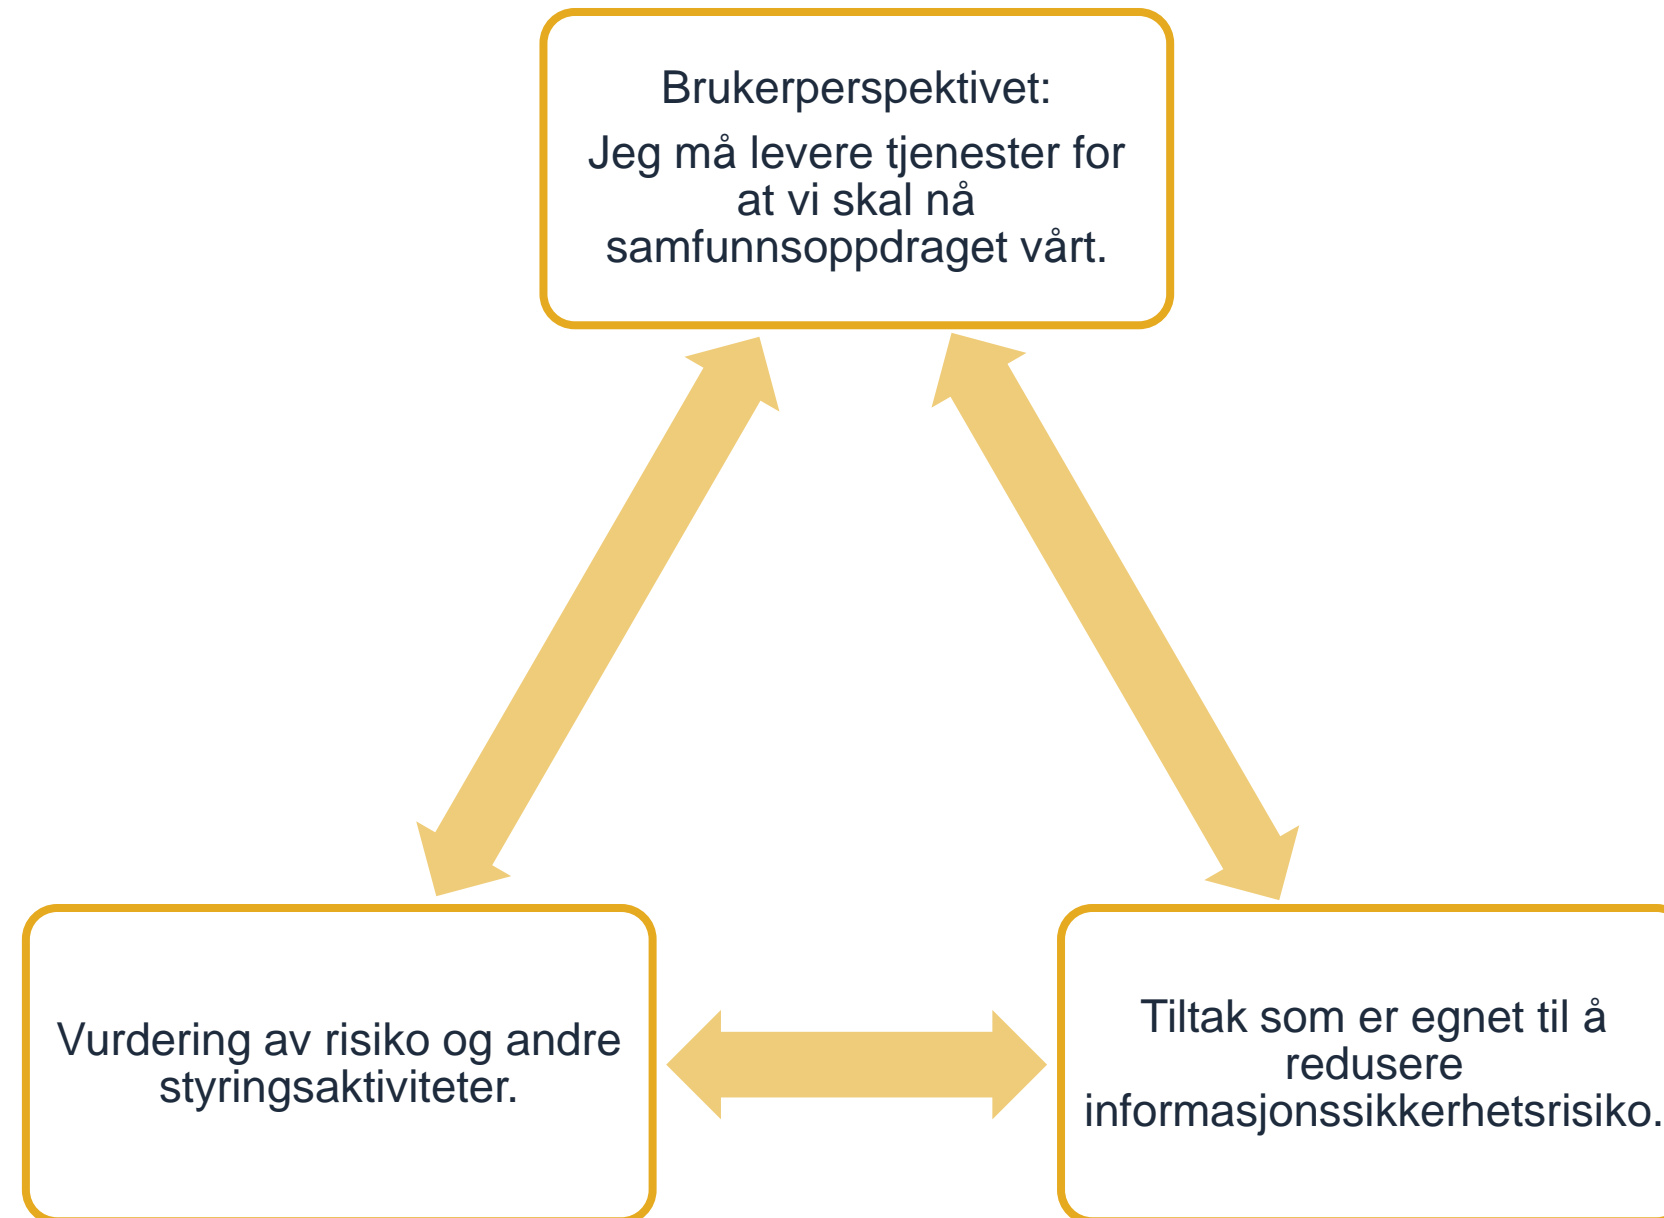 Brukerperspektivet:
Jeg må levere tjenester for
at vi skal nå
samfunnsoppdraget vårt.
Vurdering av risiko og andre
styringsaktiviteter.
Tiltak som er egnet til å
redusere
informasjonssikkerhetsrisiko.